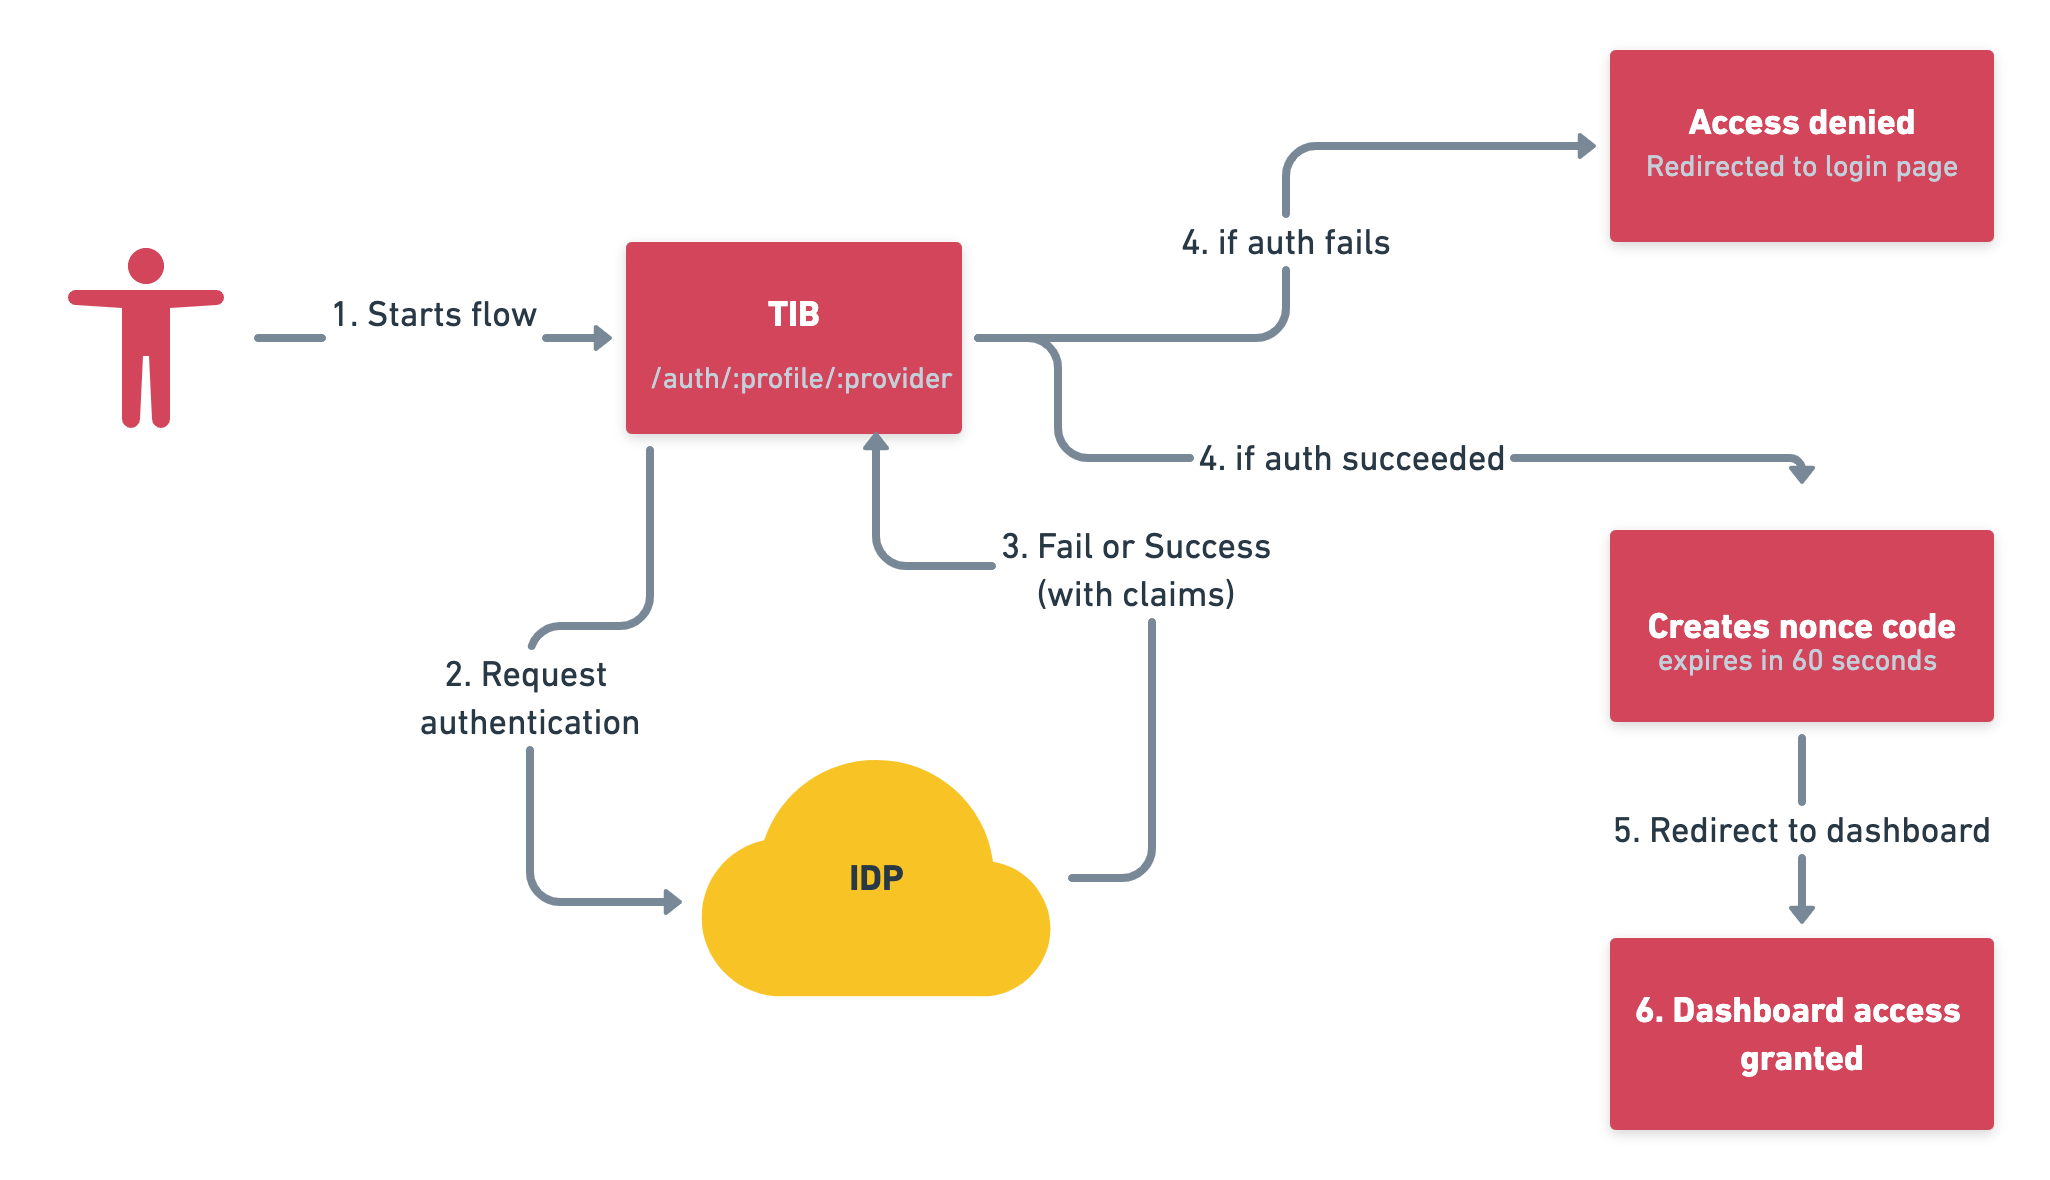 1. Starts flow
TIB
/auth/:profile/:provider
2. Request
authentication
IDP
3. Fail or Success
(with claims)
4. if auth fails
Access denied
Redirected to login page
4. if auth succeeded
Creates nonce code
expires in 60 seconds
5. Redirect to dashboard
6. Dashboard access
granted